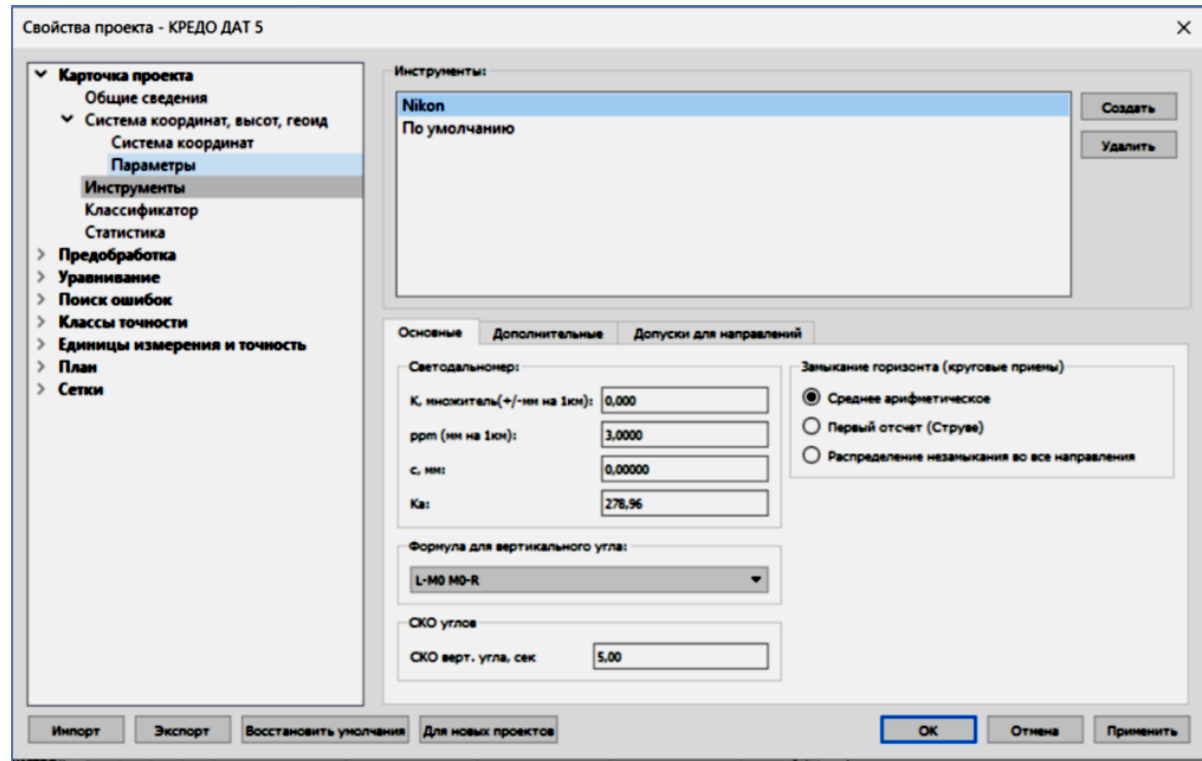 Свойства проекта - КРЕДО ДАТ 5
Карточка проекта
Общие сведения
Система координат, высот, геоид
Система координат
Параметры
Инструменты
Классификатор
Статистика
Предобработка
Уравнивание
Поиск ошибок
Классы точности
Единицы измерения и точность
План
Сетки
Инструменты:
Nikon
По умолчанию
Создать
Удалить
Основные Дополнительные Допуски для направлений
Светодальномер:
К, множитель(+/-мм на 1км): 0,000
ppm (мм на 1км): 3,0000
с, мм: 0,00000
Ка: 278,96
Формула для вертикального угла:
L-M0 M0-R
СКО углов
СКО верт. угла, сек 5,00
Замыкание горизонта (круговые приемы)
Среднее арифметическое
Первый отсчет (Струве)
Распределение незамыкания во все направления
Импорт Экспорт Восстановить умолчания Для новых проектов ОК Отмена Применить